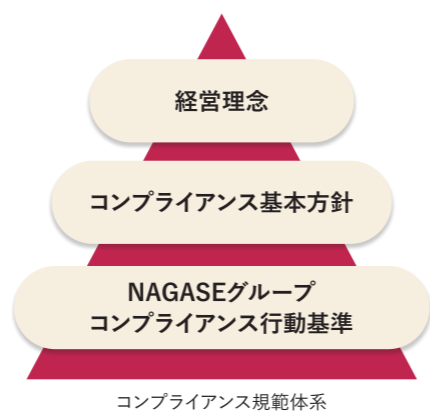 経営理念
コンプライアンス基本方針
NAGASEグループ
コンプライアンス行動基準
コンプライアンス規範体系